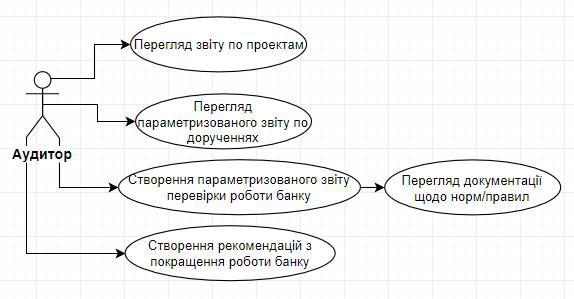 Перегляд звіту по проектам
Перегляд
параметризованого звіту по
дорученнях
Аудитор
Створення параметризованого звіту
перевірки роботи банку
Перегляд документації
щодо норм/правил
Створення рекомендацій з
покращення роботи банку